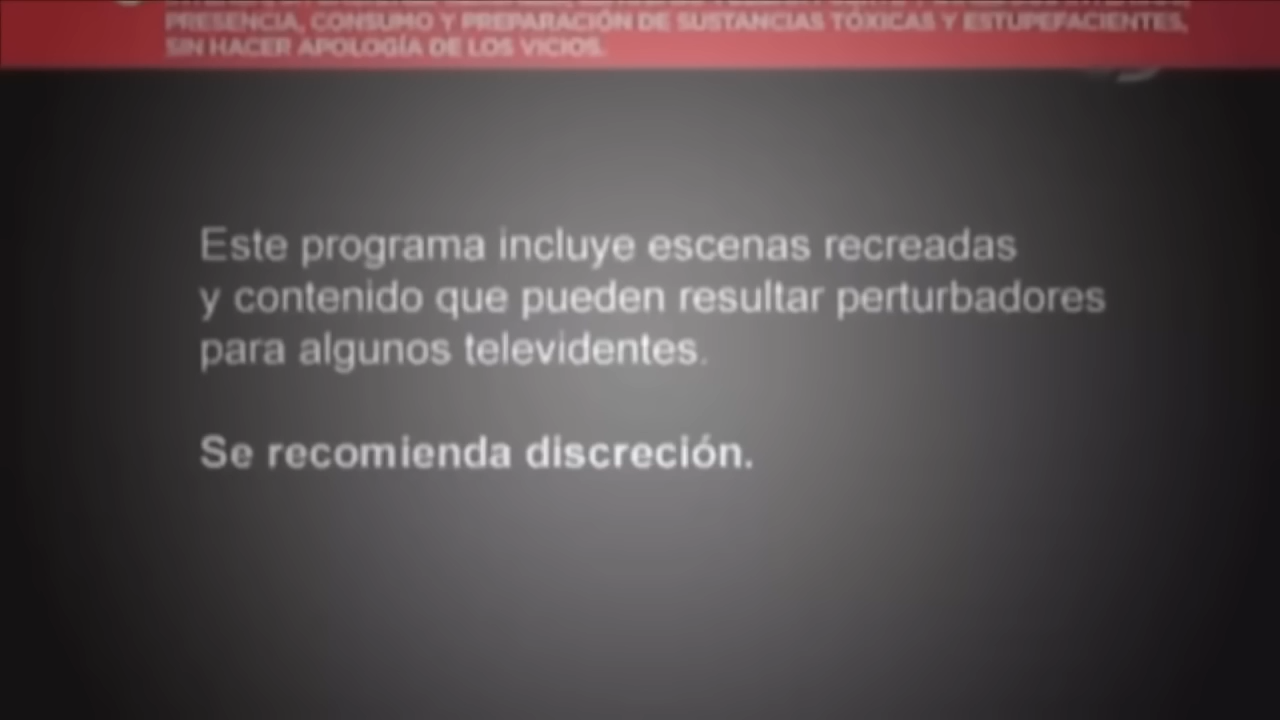 PRESENCIA, CONSUMO Y PREPARACIÓN DE SUSTANCIAS TÓXICAS Y ESTUPEFACIENTES,
SIN HACER APOLOGÍA DE LOS VICIOS.
Este programa incluye escenas recreadas
y contenido que pueden resultar perturbadores
para algunos televidentes.
Se recomienda discreción.